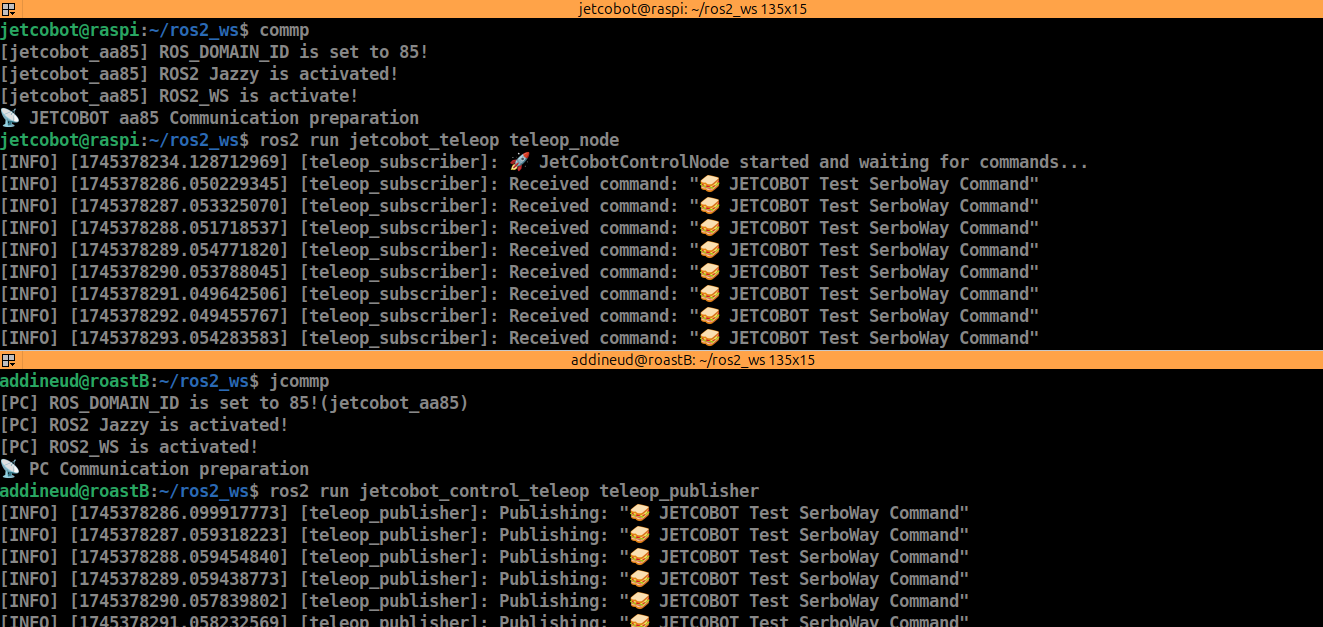 jetcobot@raspi: ~/ros2_ws 135x15
jetcobot@raspi:~/ros2_ws$ commp
[jetcobot_aa85] ROS_DOMAIN_ID is set to 85!
[jetcobot_aa85] ROS2 Jazzy is activated!
[jetcobot_aa85] ROS2_WS is activate!
📡 JETCOBOT aa85 Communication preparation
jetcobot@raspi:~/ros2_ws$ ros2 run jetcobot_teleop teleop_node
[INFO] [1745378234.128712969] [teleop_subscriber]: 🚀 JetCobotControlNode started and waiting for commands...
[INFO] [1745378286.050229345] [teleop_subscriber]: Received command: "🥪 JETCOBOT Test SerboWay Command"
[INFO] [1745378287.053325070] [teleop_subscriber]: Received command: "🥪 JETCOBOT Test SerboWay Command"
[INFO] [1745378288.051718537] [teleop_subscriber]: Received command: "🥪 JETCOBOT Test SerboWay Command"
[INFO] [1745378289.054771820] [teleop_subscriber]: Received command: "🥪 JETCOBOT Test SerboWay Command"
[INFO] [1745378290.053788045] [teleop_subscriber]: Received command: "🥪 JETCOBOT Test SerboWay Command"
[INFO] [1745378291.049642506] [teleop_subscriber]: Received command: "🥪 JETCOBOT Test SerboWay Command"
[INFO] [1745378292.049455767] [teleop_subscriber]: Received command: "🥪 JETCOBOT Test SerboWay Command"
[INFO] [1745378293.054283583] [teleop_subscriber]: Received command: "🥪 JETCOBOT Test SerboWay Command"
addineud@roastB: ~/ros2_ws 135x15
addineud@roastB:~/ros2_ws$ jcommp
[PC] ROS_DOMAIN_ID is set to 85!(jetcobot_aa85)
[PC] ROS2 Jazzy is activated!
[PC] ROS2_WS is activated!
📡 PC Communication preparation
addineud@roastB:~/ros2_ws$ ros2 run jetcobot_control_teleop teleop_publisher
[INFO] [1745378286.099917773] [teleop_publisher]: Publishing: "🥪 JETCOBOT Test SerboWay Command"
[INFO] [1745378287.059318223] [teleop_publisher]: Publishing: "🥪 JETCOBOT Test SerboWay Command"
[INFO] [1745378288.059454840] [teleop_publisher]: Publishing: "🥪 JETCOBOT Test SerboWay Command"
[INFO] [1745378289.059438773] [teleop_publisher]: Publishing: "🥪 JETCOBOT Test SerboWay Command"
[INFO] [1745378290.057839802] [teleop_publisher]: Publishing: "🥪 JETCOBOT Test SerboWay Command"
[INFO] [1745378291.058232569] [teleop_publisher]: Publishing: "🥪 JETCOBOT Test SerboWay Command"